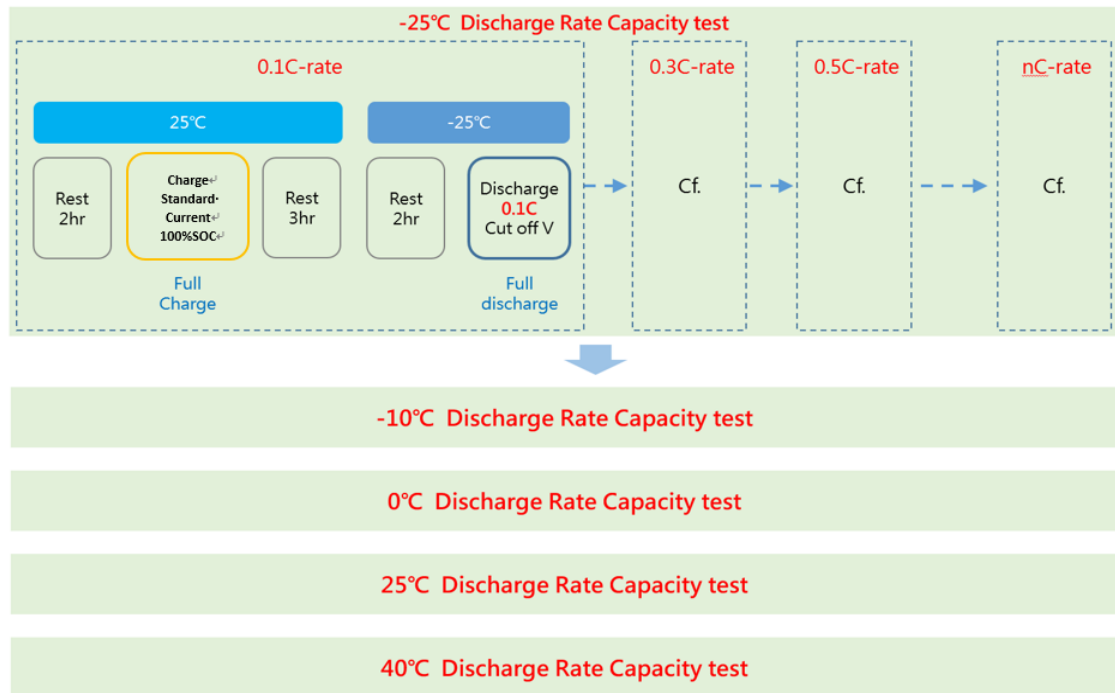 -25℃ Discharge Rate Capacity test
0.1C-rate
25℃
-25℃
Rest
2hr
Charge↵
Standard·
Current↵
100%SOC↵
Rest
3hr
Rest
2hr
Discharge
0.1C
Cut off V
Full
Charge
Full
discharge
0.3C-rate
Cf.
0.5C-rate
Cf.
nC-rate
Cf.
-10℃ Discharge Rate Capacity test
0℃ Discharge Rate Capacity test
25℃ Discharge Rate Capacity test
40℃ Discharge Rate Capacity test